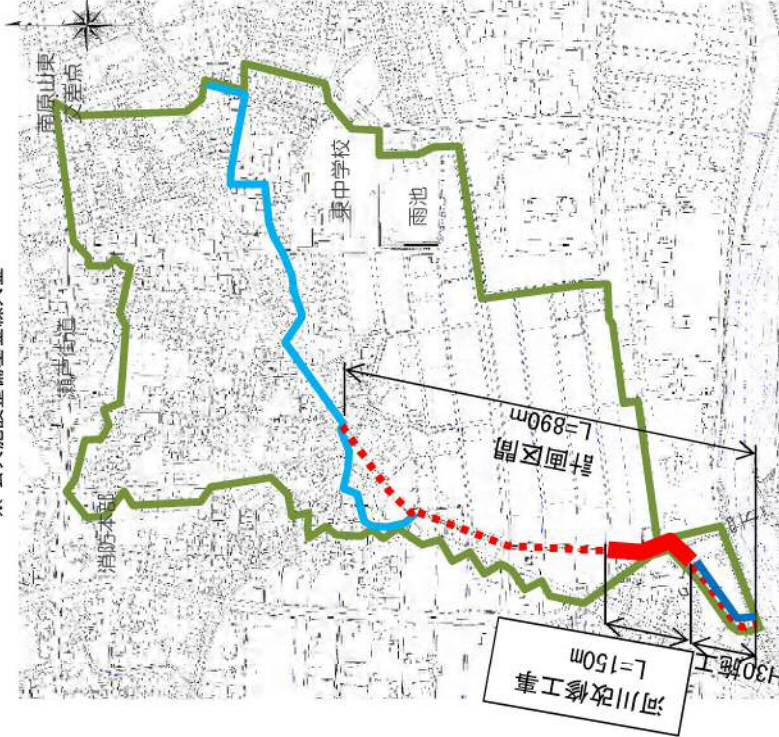 南原山東
交差点
瀬戸街道
消防本部
東中学校
雨池
計画区間
L=890m
河川改修工事
L=150m
H30施工